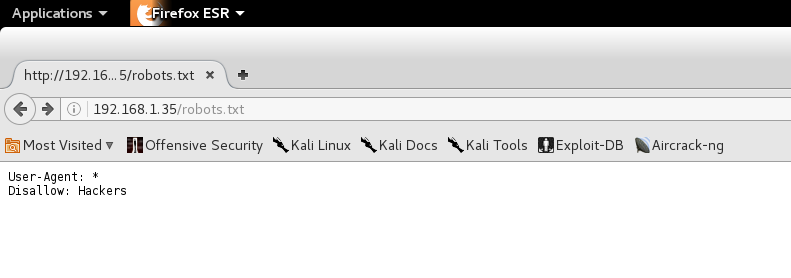 Applications Firefox ESR
http://192.16...5/robots.txt
192.168.1.35/robots.txt
Most Visited Offensive Security Kali Linux Kali Docs Kali Tools Exploit-DB Aircrack-ng
User-Agent: *
Disallow: Hackers